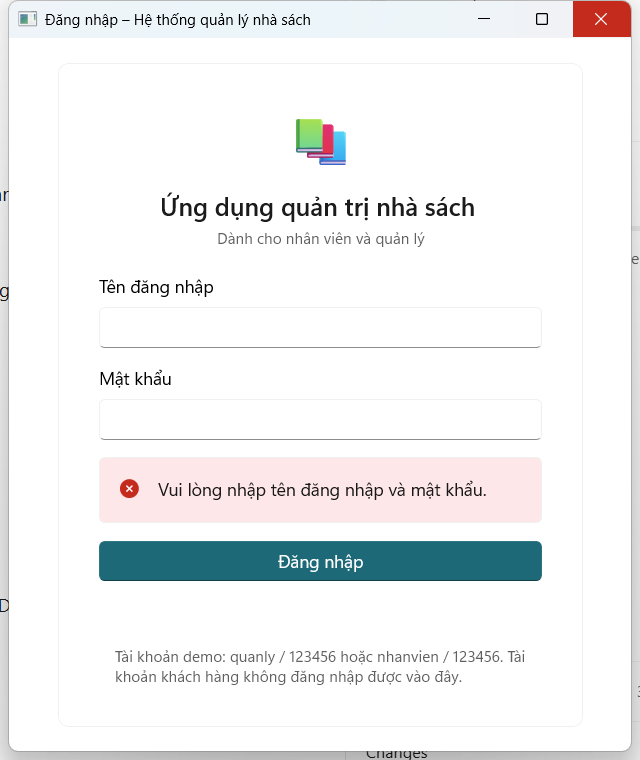 Đăng nhập – Hệ thống quản lý nhà sách
Ứng dụng quản trị nhà sách
Dành cho nhân viên và quản lý
Tên đăng nhập
Mật khẩu
Vui lòng nhập tên đăng nhập và mật khẩu.
Đăng nhập
Tài khoản demo: quanly / 123456 hoặc nhanvien / 123456. Tài
khoản khách hàng không đăng nhập được vào đây.
Changes